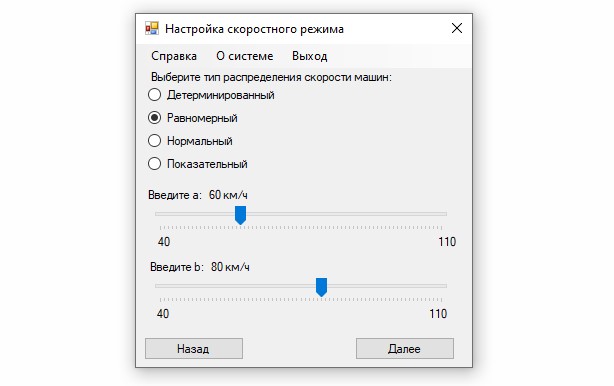 Настройка скоростного режима
Справка О системе Выход
Выберите тип распределения скорости машин:
Детерминированный
Равномерный
Нормальный
Показательный
Введите a: 60 км/ч
40 110
Введите b: 80 км/ч
40 110
Назад Далее